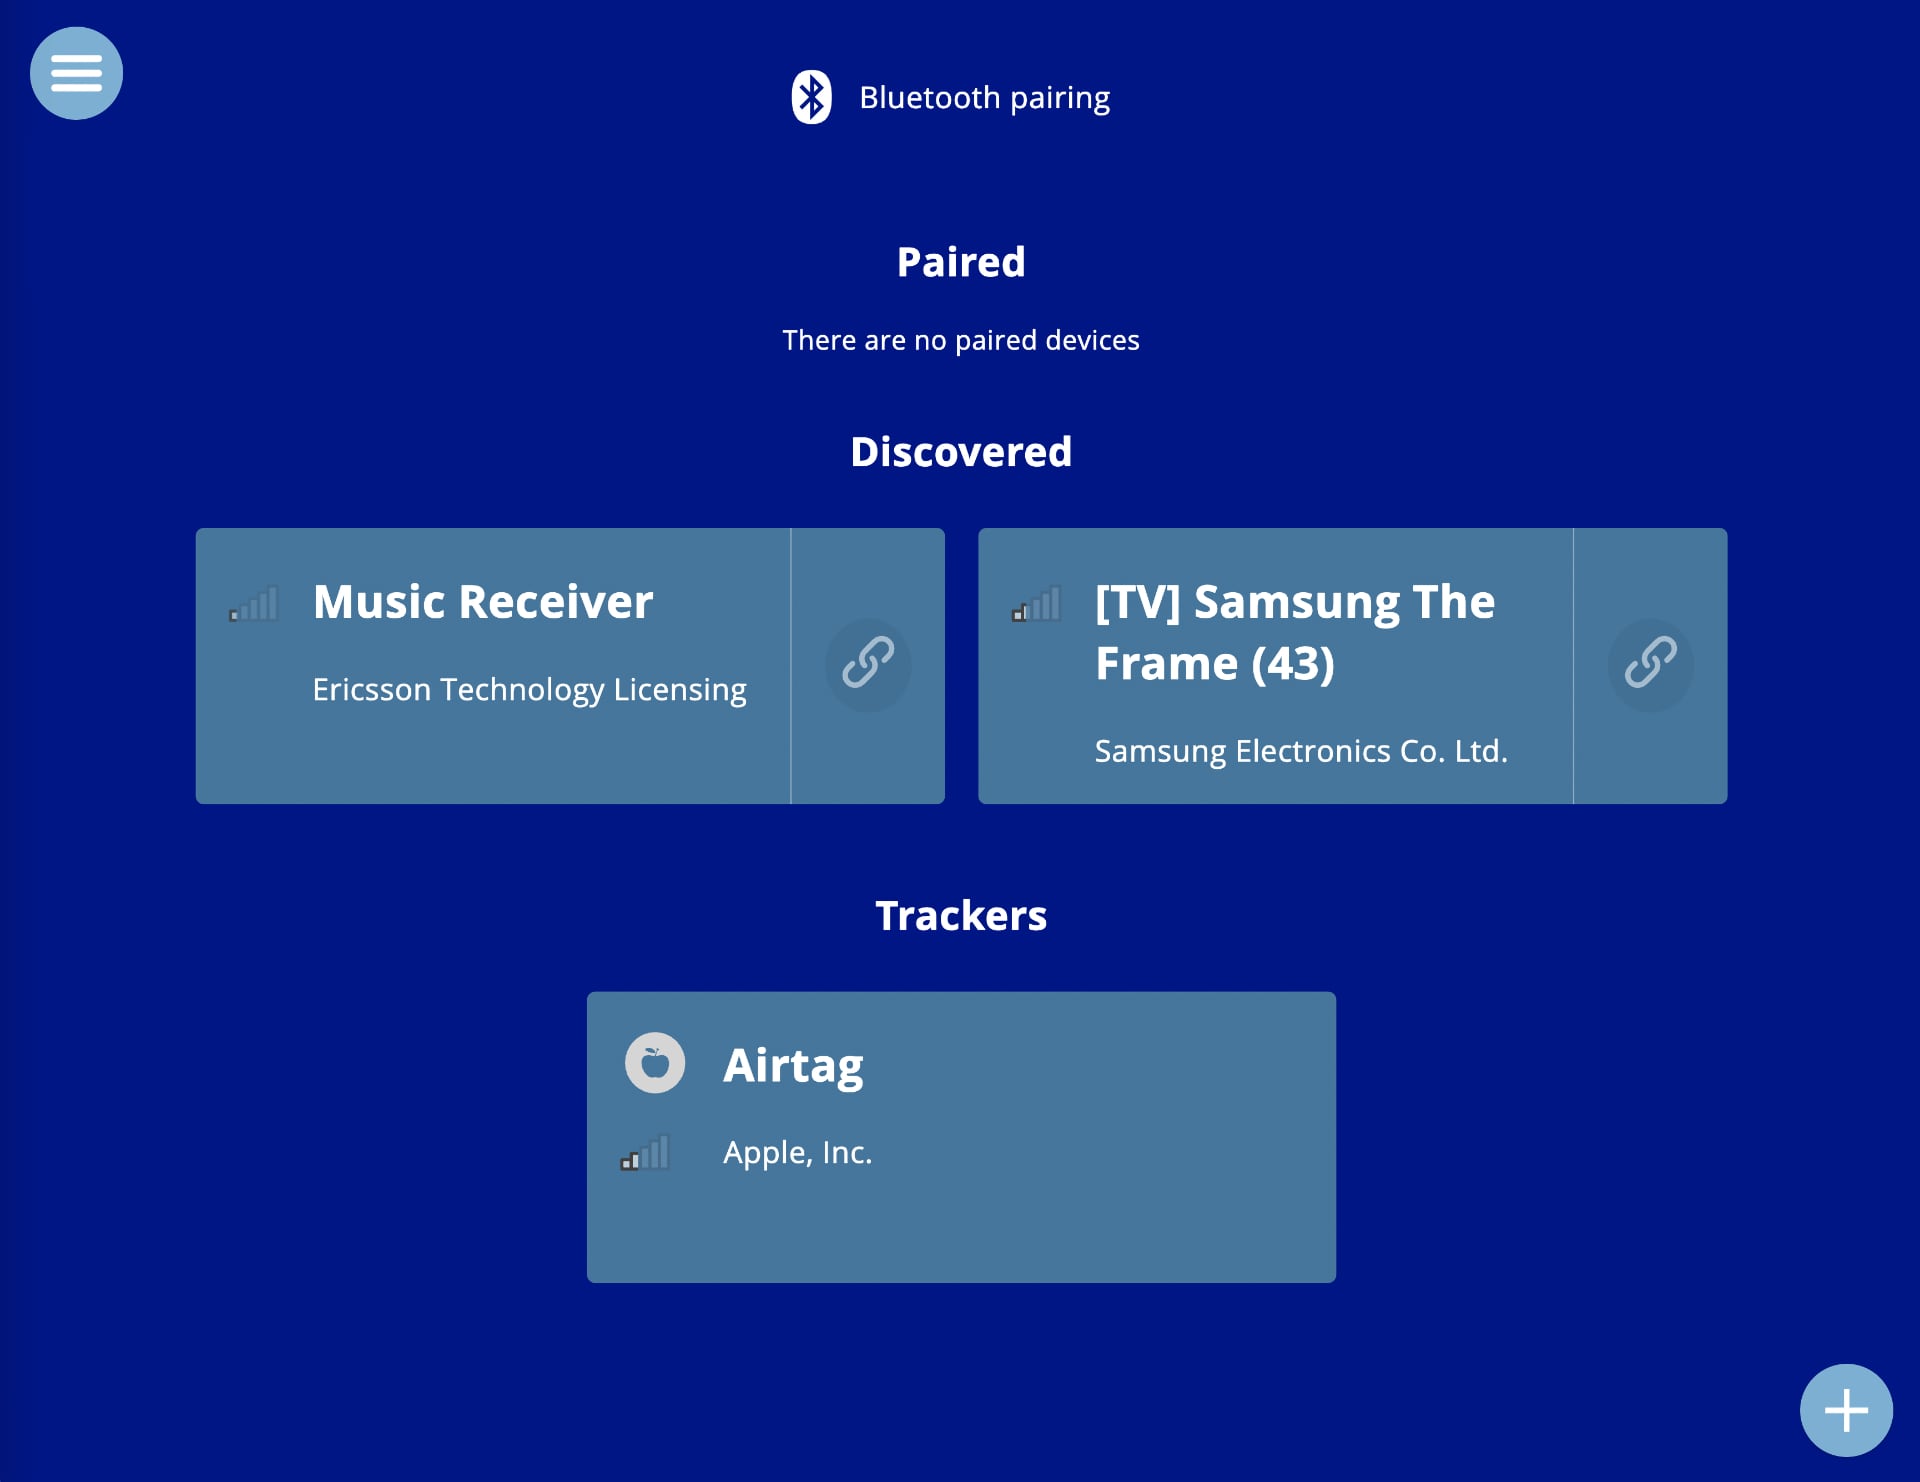 Bluetooth pairing
Paired
There are no paired devices
Discovered
Music Receiver
Ericsson Technology Licensing
[TV] Samsung The
Frame (43)
Samsung Electronics Co. Ltd.
Trackers
Airtag
Apple, Inc.